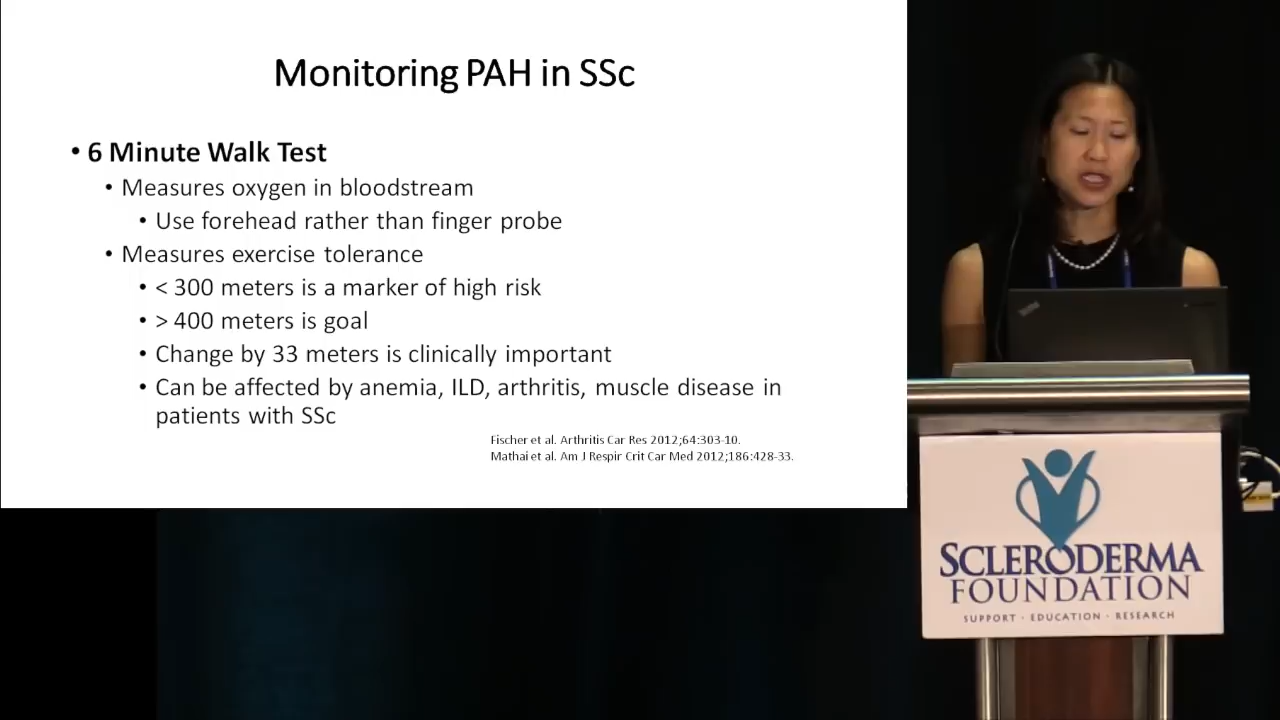 Monitoring PAH in SSc
• 6 Minute Walk Test
• Measures oxygen in bloodstream
• Use forehead rather than finger probe
• Measures exercise tolerance
• < 300 meters is a marker of high risk
• > 400 meters is goal
• Change by 33 meters is clinically important
• Can be affected by anemia, ILD, arthritis, muscle disease in
patients with SSc
Fischer et al. Arthritis Car Res 2012;64:303-10.
Mathai et al. Am J Respir Crit Car Med 2012;186:428-33.
SCLERODERMA
FOUNDATION
SUPPORT · EDUCATION · RESEARCH